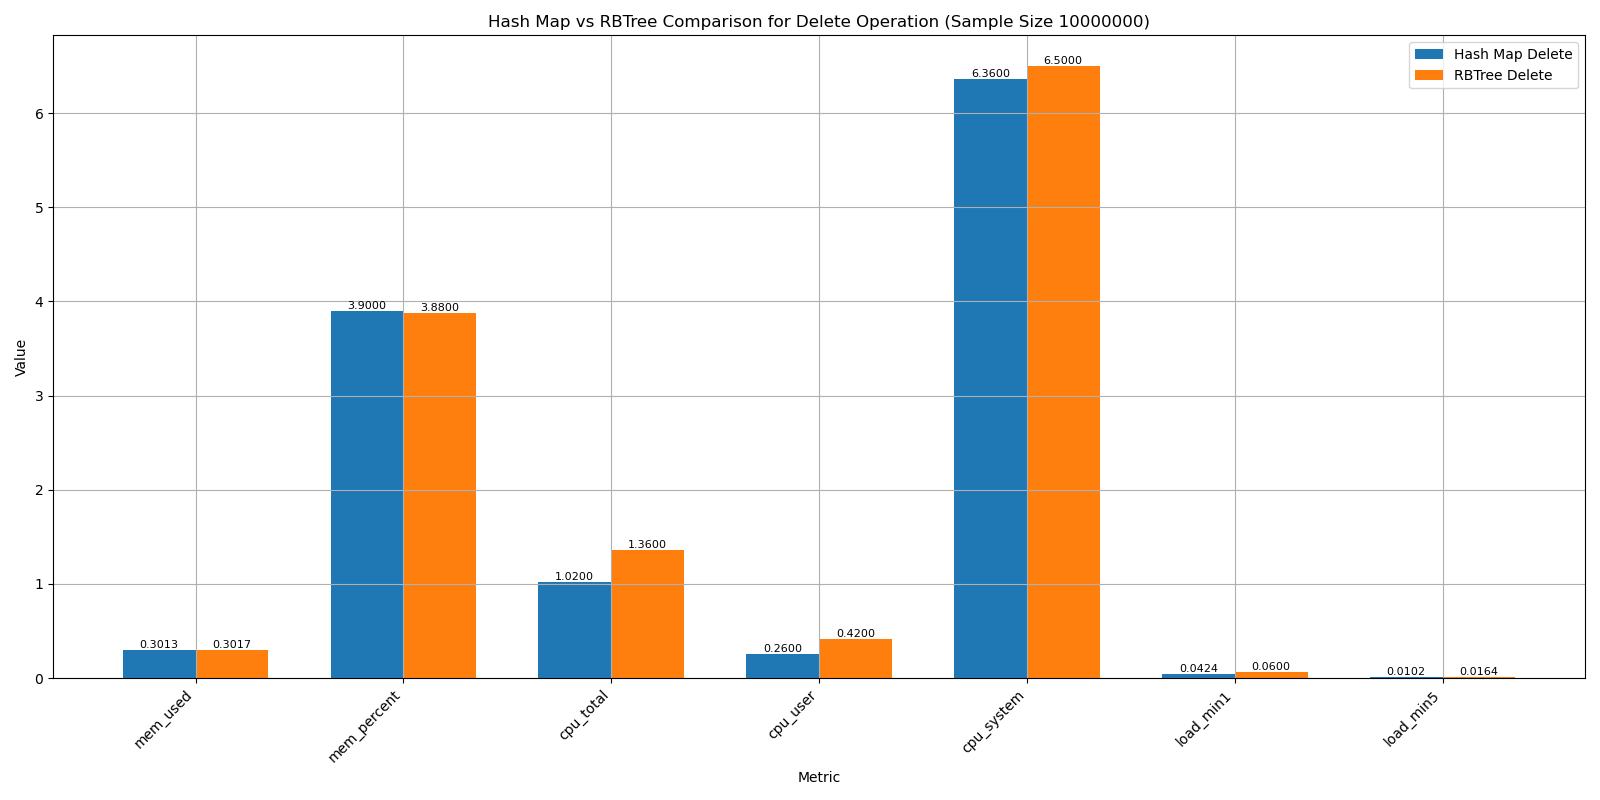 Hash Map vs RBTree Comparison for Delete Operation (Sample Size 10000000)
Hash Map Delete
RBTree Delete
Value
6
5
4
3
2
1
0
0.3013
0.3017
3.9000
3.8800
1.0200
1.3600
0.2600
0.4200
6.3600
6.5000
0.0424
0.0600
0.0102
0.0164
mem_used
mem_percent
cpu_total
cpu_user
cpu_system
load_min1
load_min5
Metric